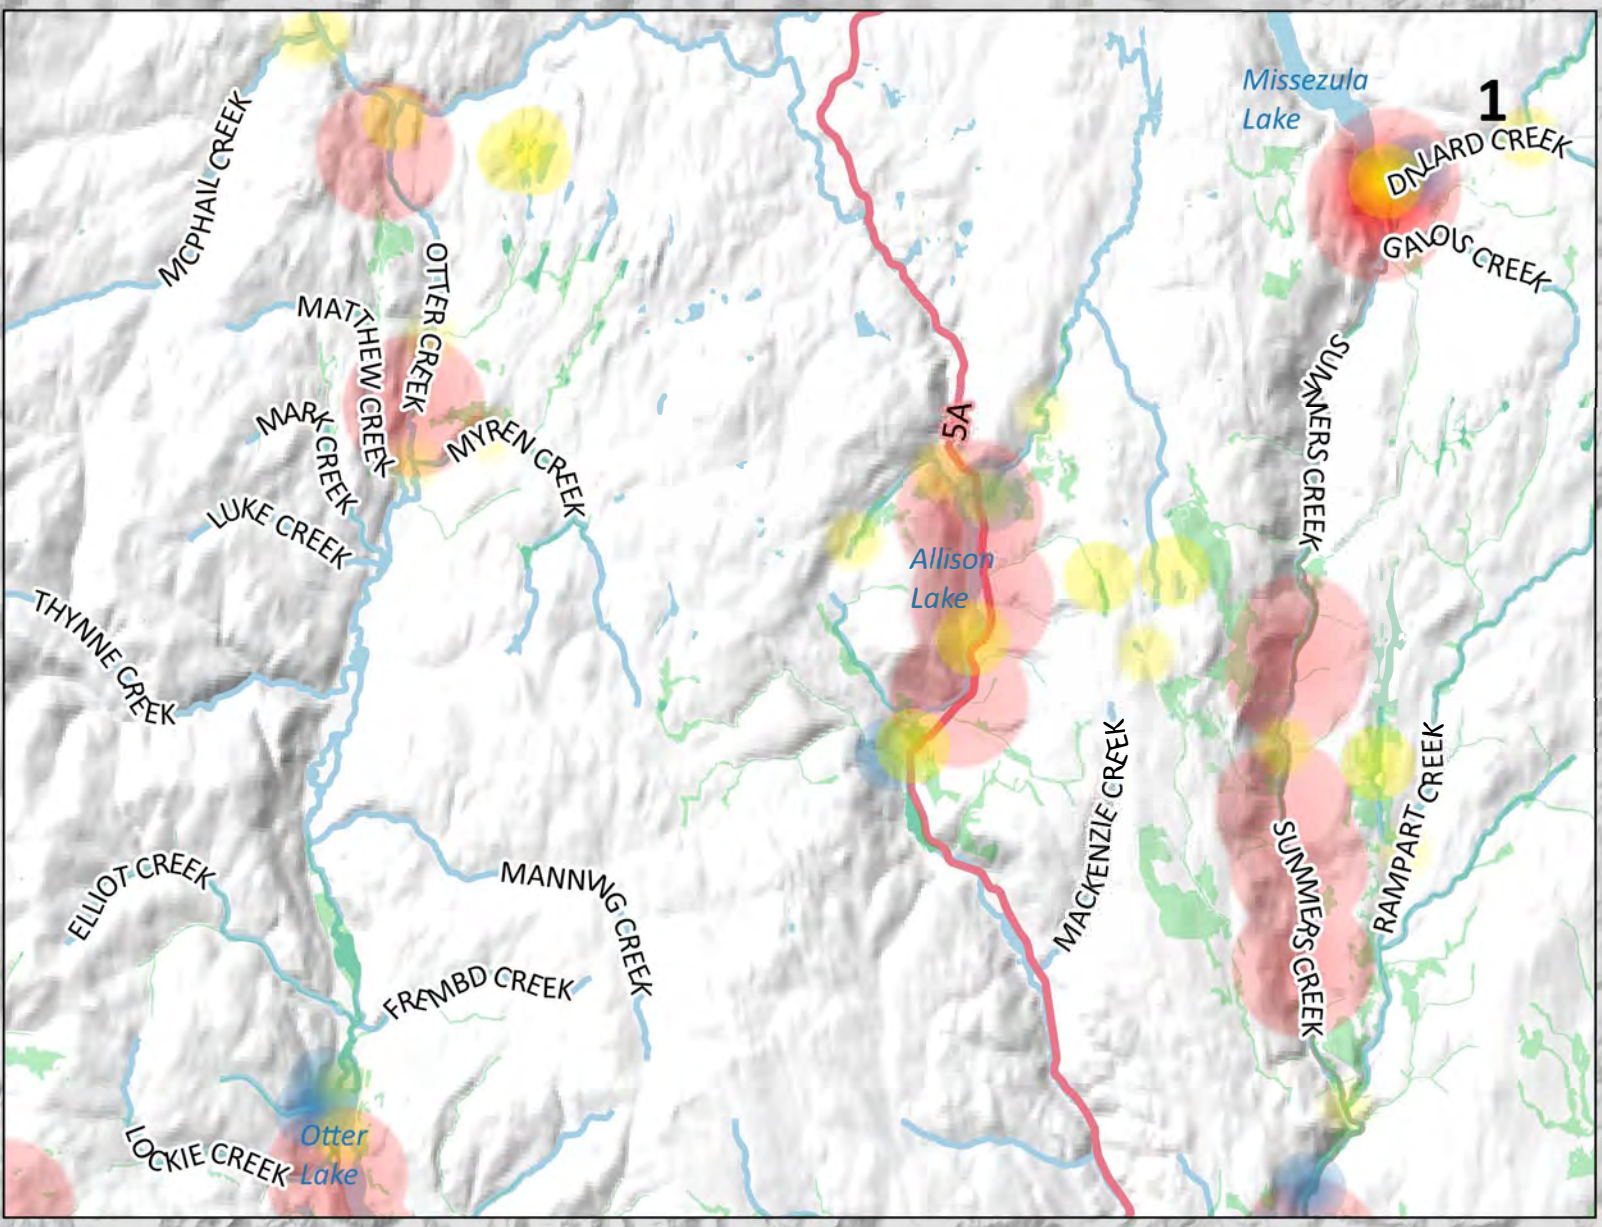 Missezula
Lake
1
DILLARD CREEK
GALOIS CREEK
MCPHAIL CREEK
OTTER CREEK
MATTHEW CREEK
SUMMERS CREEK
MARK CREEK
MYREN CREEK
5A
LUKE CREEK
Allison
Lake
THYNNE CREEK
MACKENZIE CREEK
RAMPART CREEK
SUMMERS CREEK
ELLIOT CREEK
MANNING CREEK
FREMBD CREEK
LOCKIE CREEK
Otter
Lake